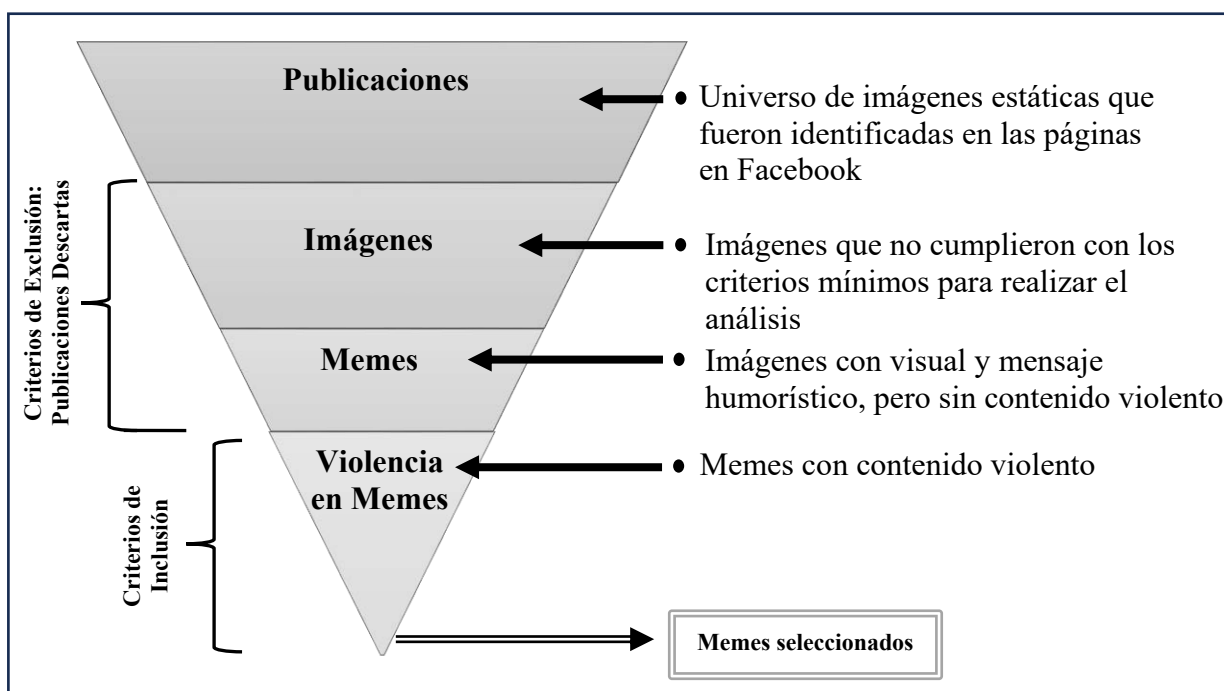 Publicaciones
Universo de imágenes estáticas que
fueron identificadas en las páginas
en Facebook
Criterios de Exclusión:
Publicaciones Descartas
Imágenes
Imágenes que no cumplieron con los
criterios mínimos para realizar el
análisis
Memes
Imágenes con visual y mensaje
humorístico, pero sin contenido violento
Criterios de
Inclusión
Violencia
en Memes
Memes con contenido violento
Memes seleccionados